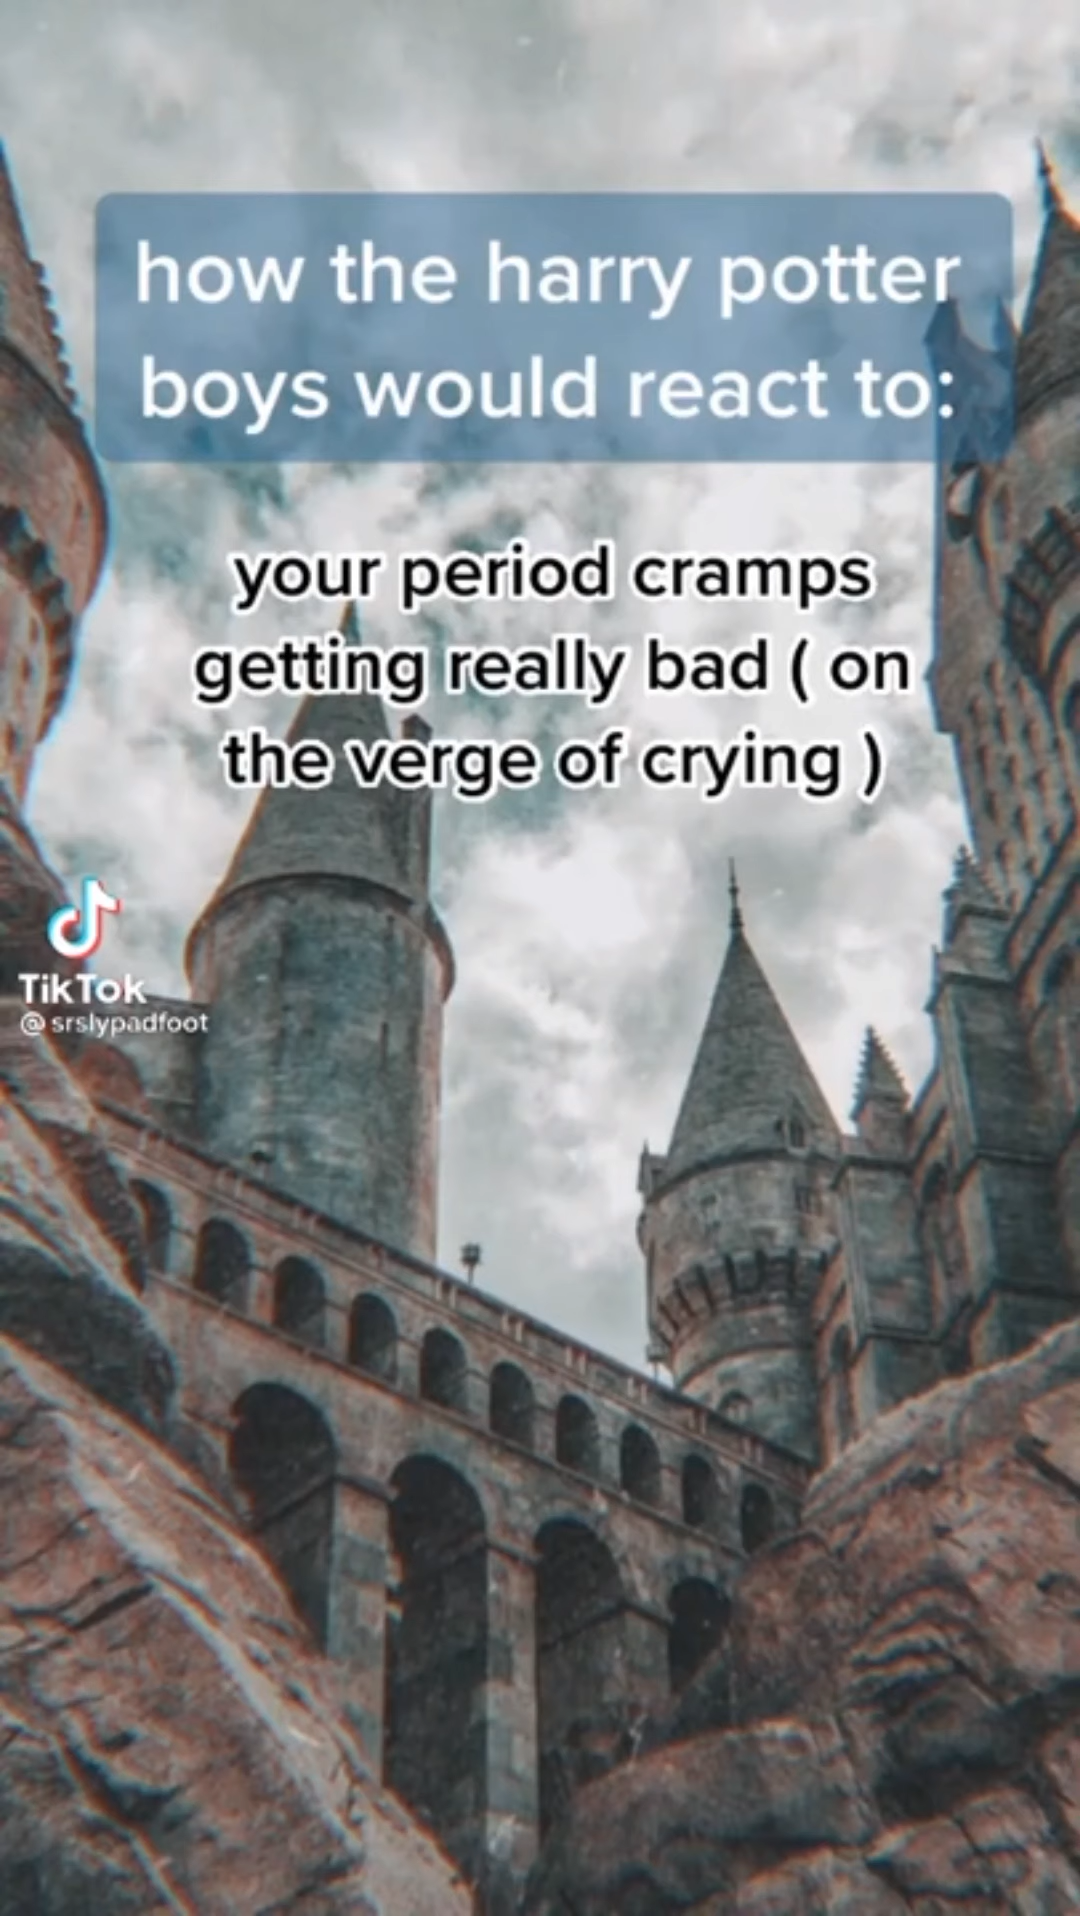 how the harry potter
boys would react to:
your period cramps
getting really bad ( on
the verge of crying )
TikTok
@ srslypadfoot